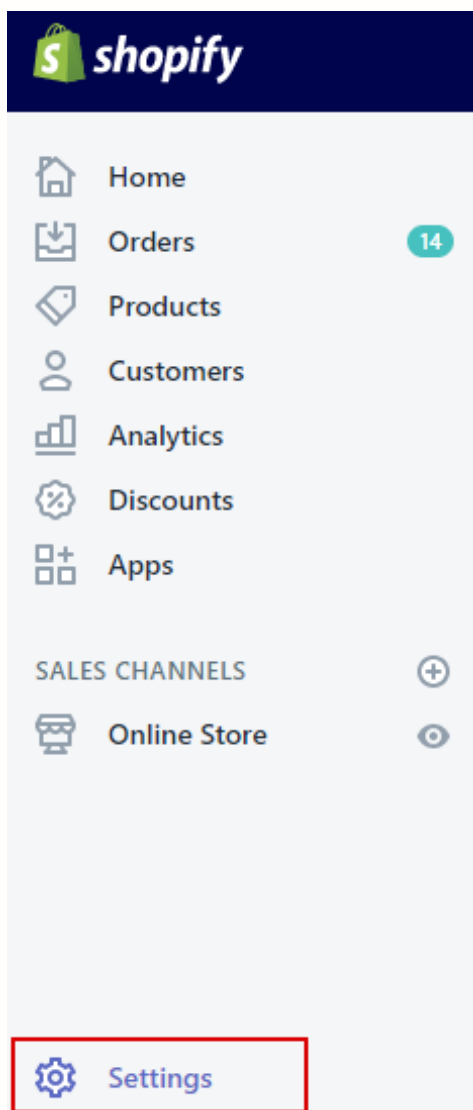 shopify
Home
Orders 14
Products
Customers
Analytics
Discounts
Apps
SALES CHANNELS
Online Store
Settings